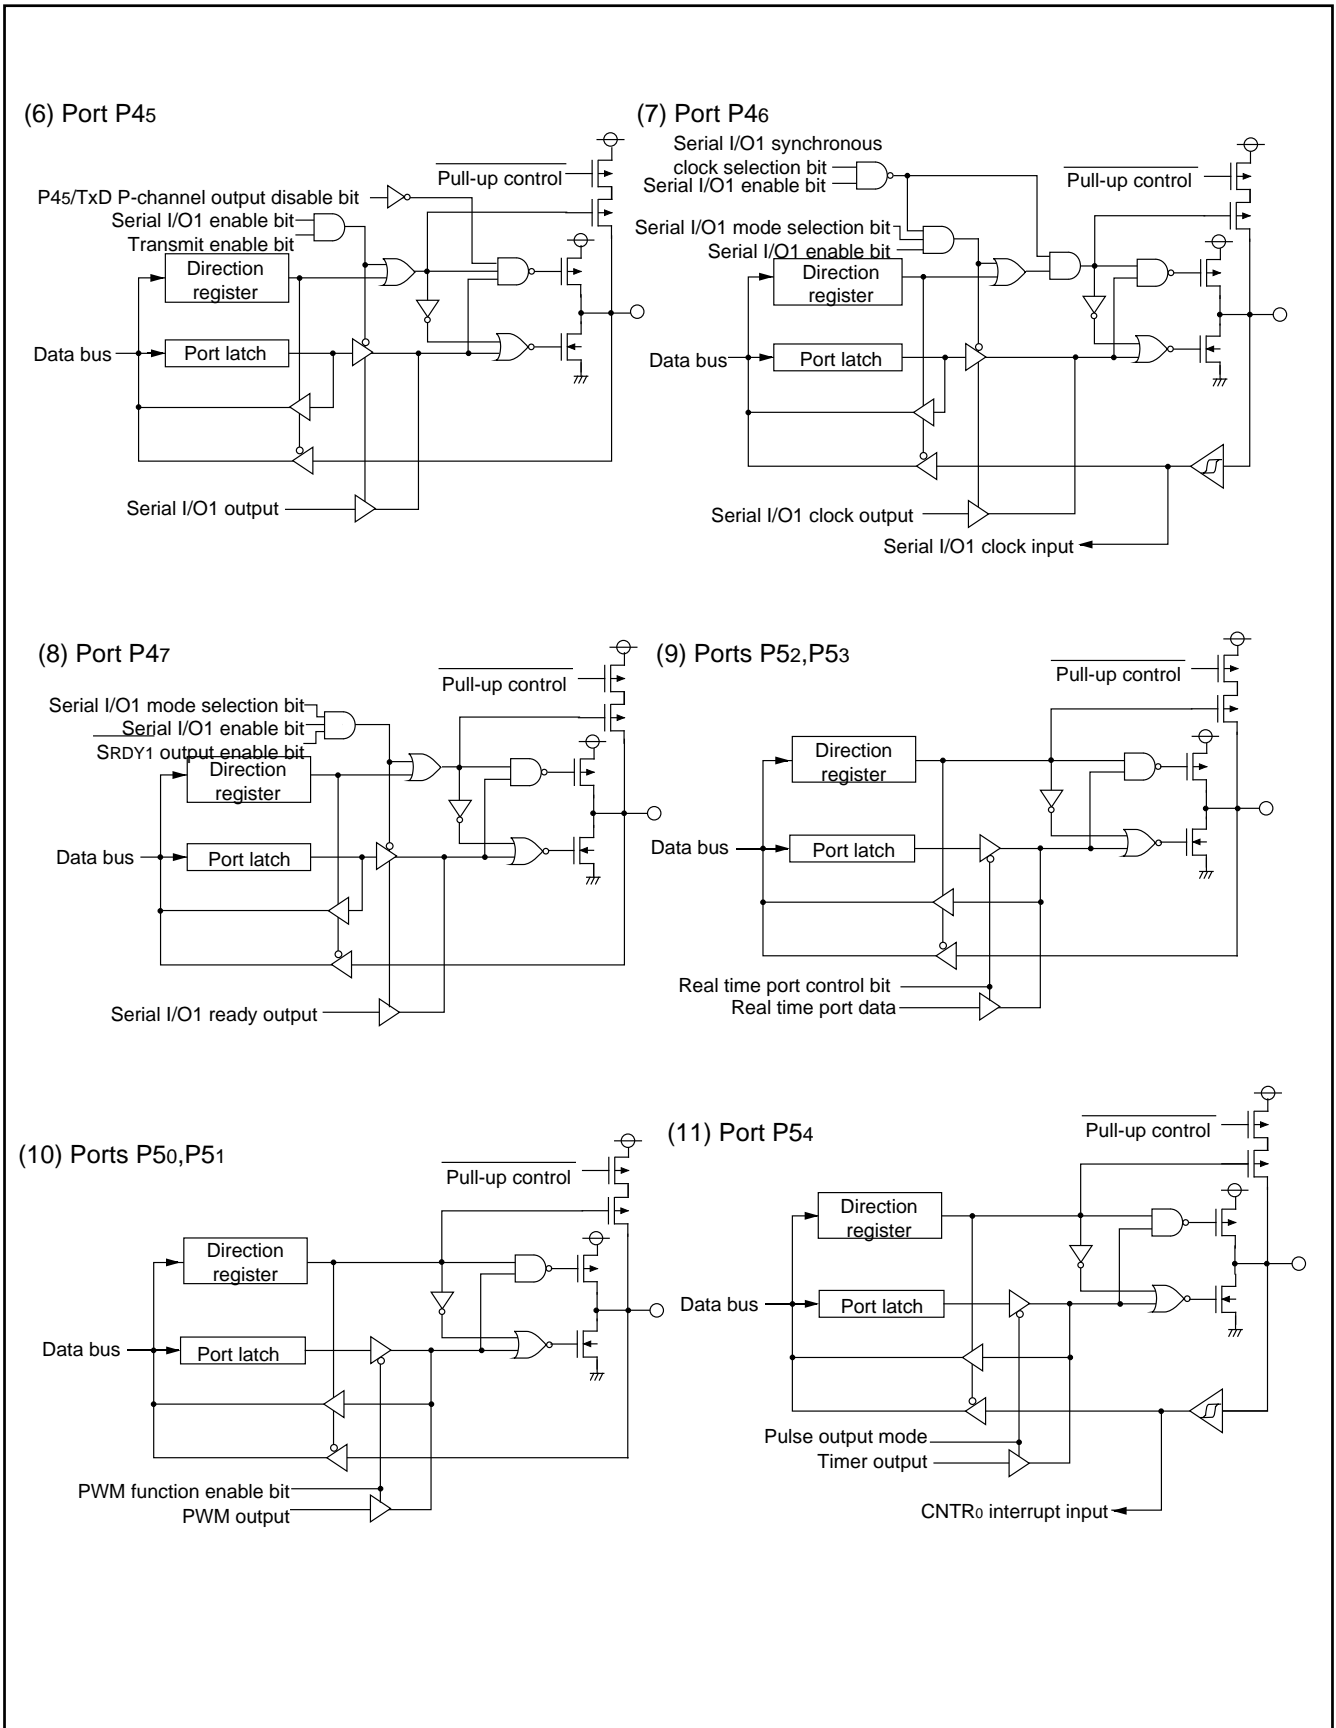 (6) Port P45
Pull-up control
P45/TxD P-channel output disable bit
Serial I/O1 enable bit
Transmit enable bit
Direction
register
Data bus
Port latch
Serial I/O1 output
(7) Port P46
Serial I/O1 synchronous
clock selection bit
Serial I/O1 enable bit
Pull-up control
Serial I/O1 mode selection bit
Serial I/O1 enable bit
Direction
register
Data bus
Port latch
Serial I/O1 clock output
Serial I/O1 clock input
(8) Port P47
Pull-up control
Serial I/O1 mode selection bit
Serial I/O1 enable bit
SRDY1 output enable bit
Direction
register
Data bus
Port latch
Serial I/O1 ready output
(9) Ports P52,P53
Pull-up control
Direction
register
Data bus
Port latch
Real time port control bit
Real time port data
(10) Ports P50,P51
Pull-up control
Direction
register
Data bus
Port latch
PWM function enable bit
PWM output
(11) Port P54
Pull-up control
Direction
register
Data bus
Port latch
Pulse output mode
Timer output
CNTR0 interrupt input